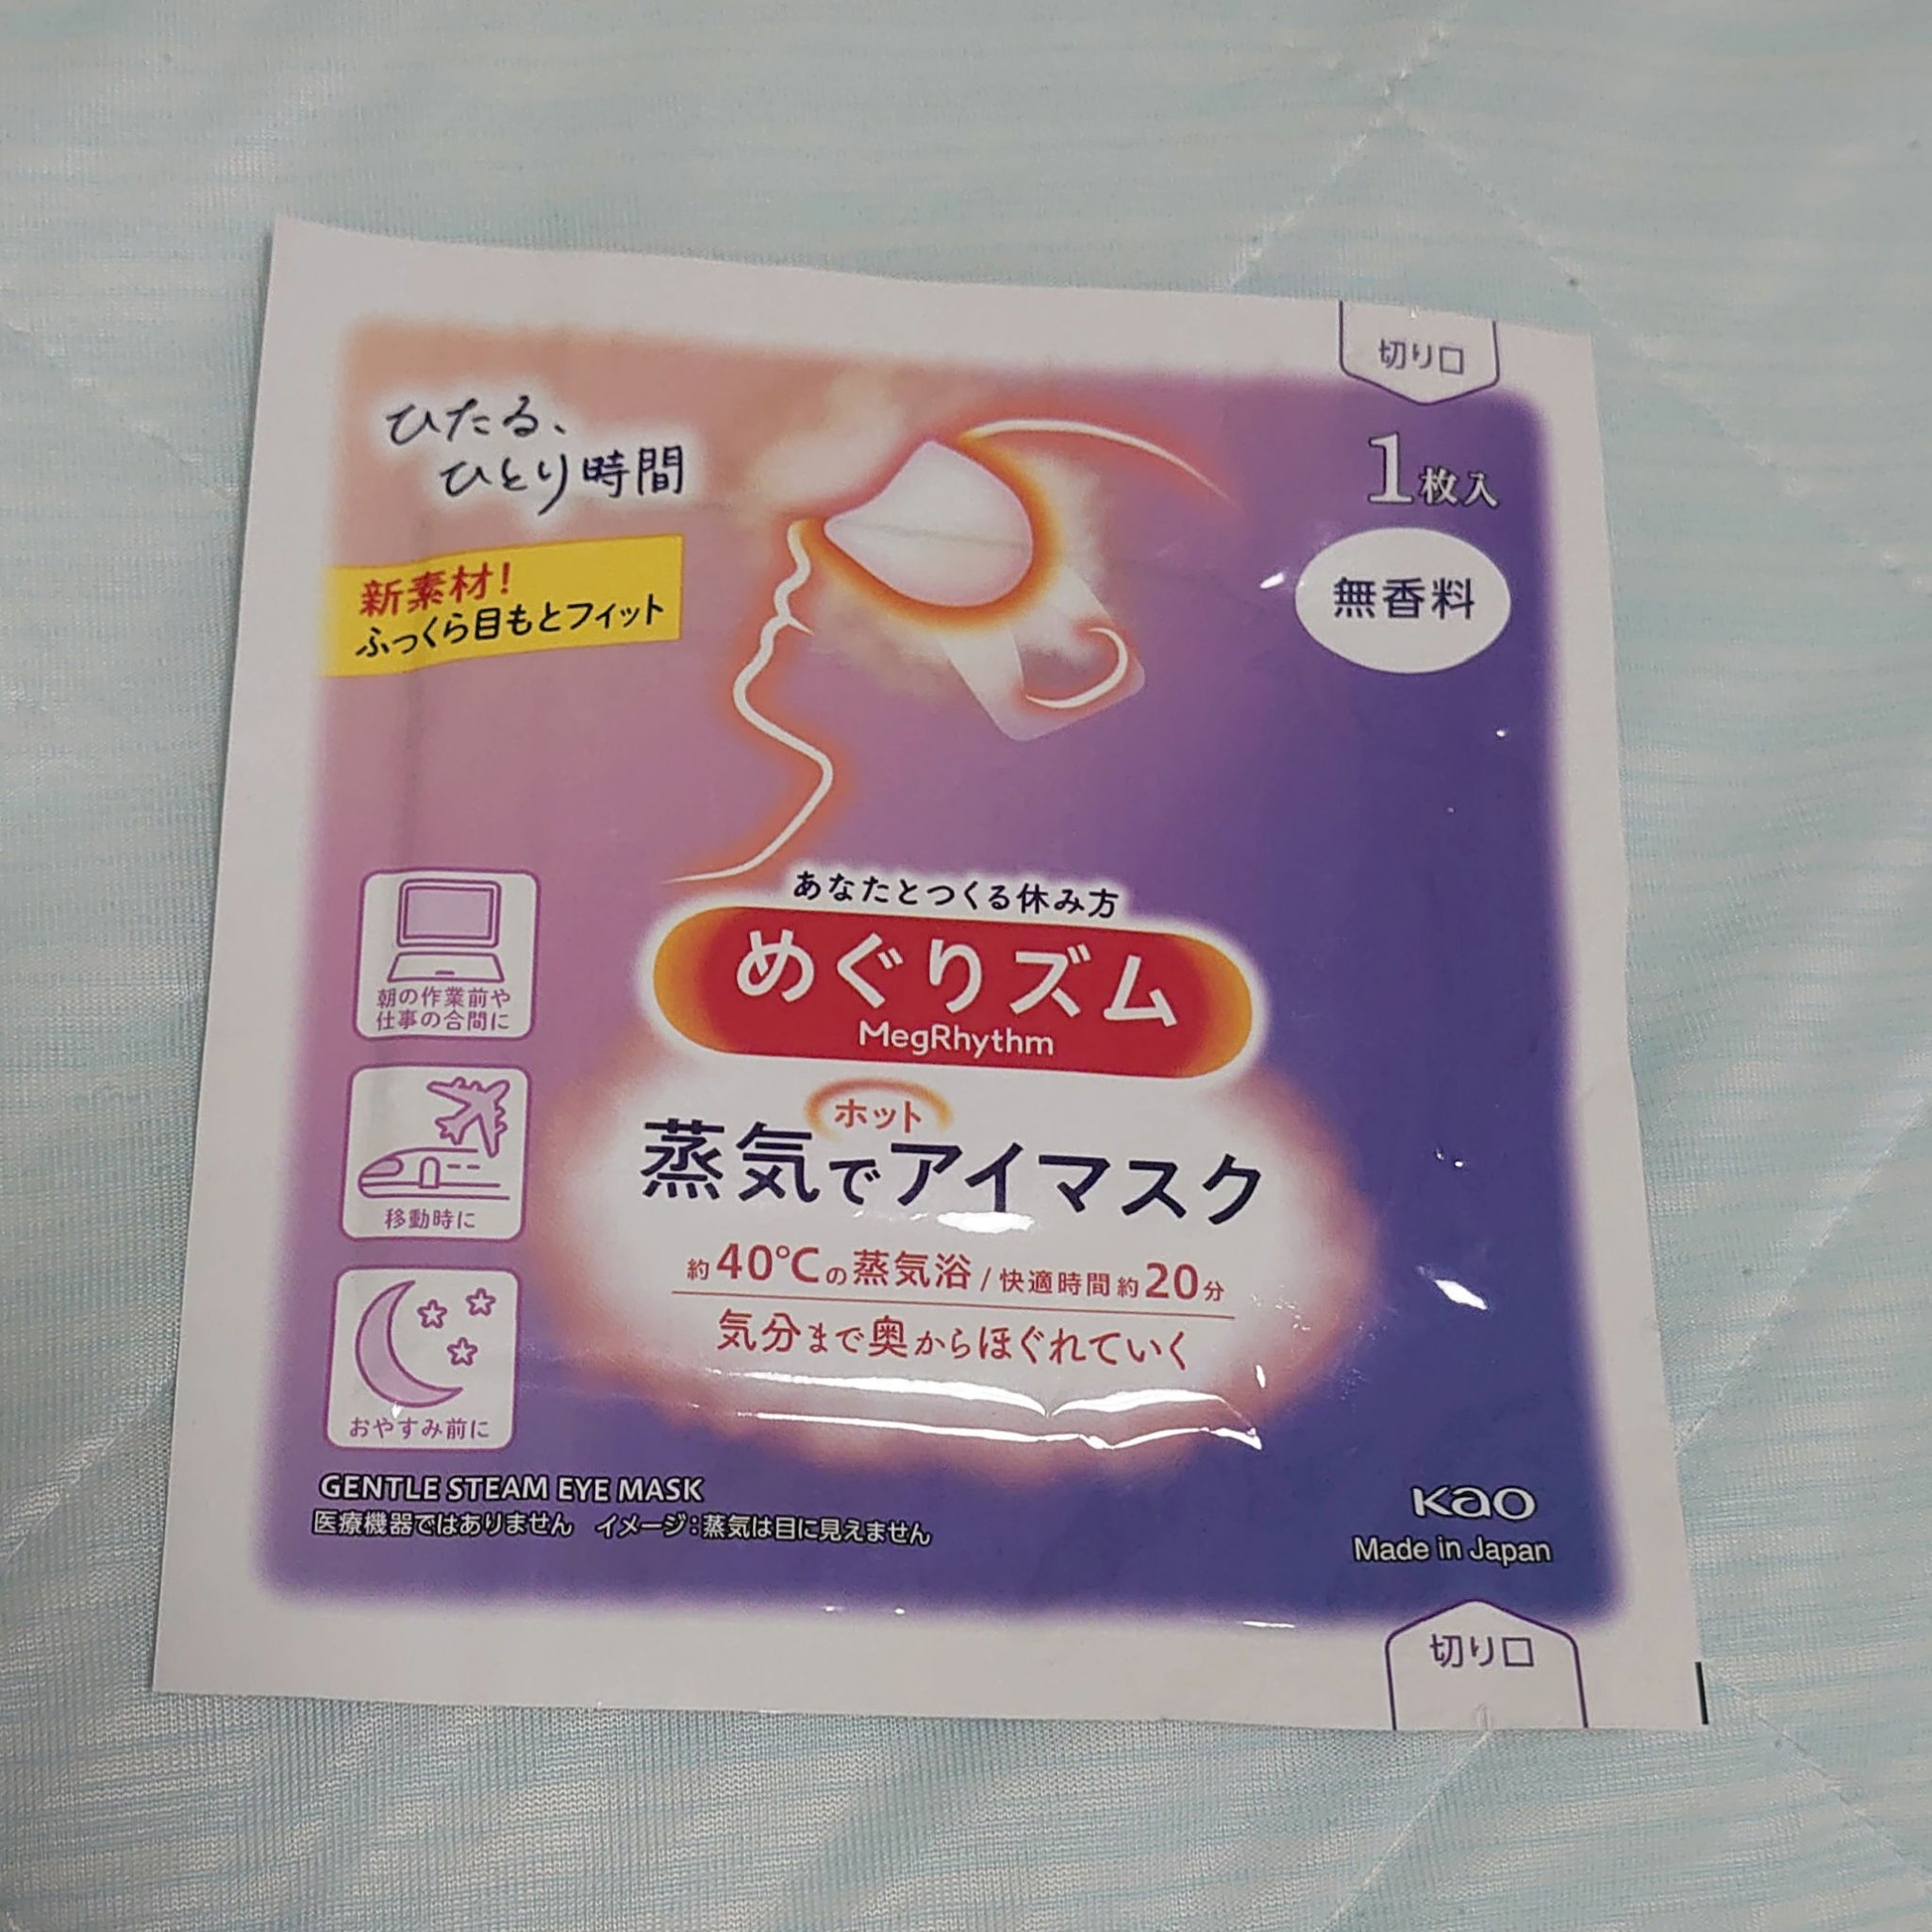 切り口
ひたる、
ひとり時間
1枚入
新素材!
ふっくら目もとフィット
無香料
あなたとつくる休み方
めぐりズム
MegRhythm
朝の作業前や
仕事の合間に
ホット
蒸気でアイマスク
移動時に
約40℃の蒸気浴/快適時間約20分
気分まで奥からほぐれていく
おやすみ前に
GENTLE STEAM EYE MASK
医療機器ではありません イメージ:蒸気は目に見えません
Kao
Made in Japan
切り口